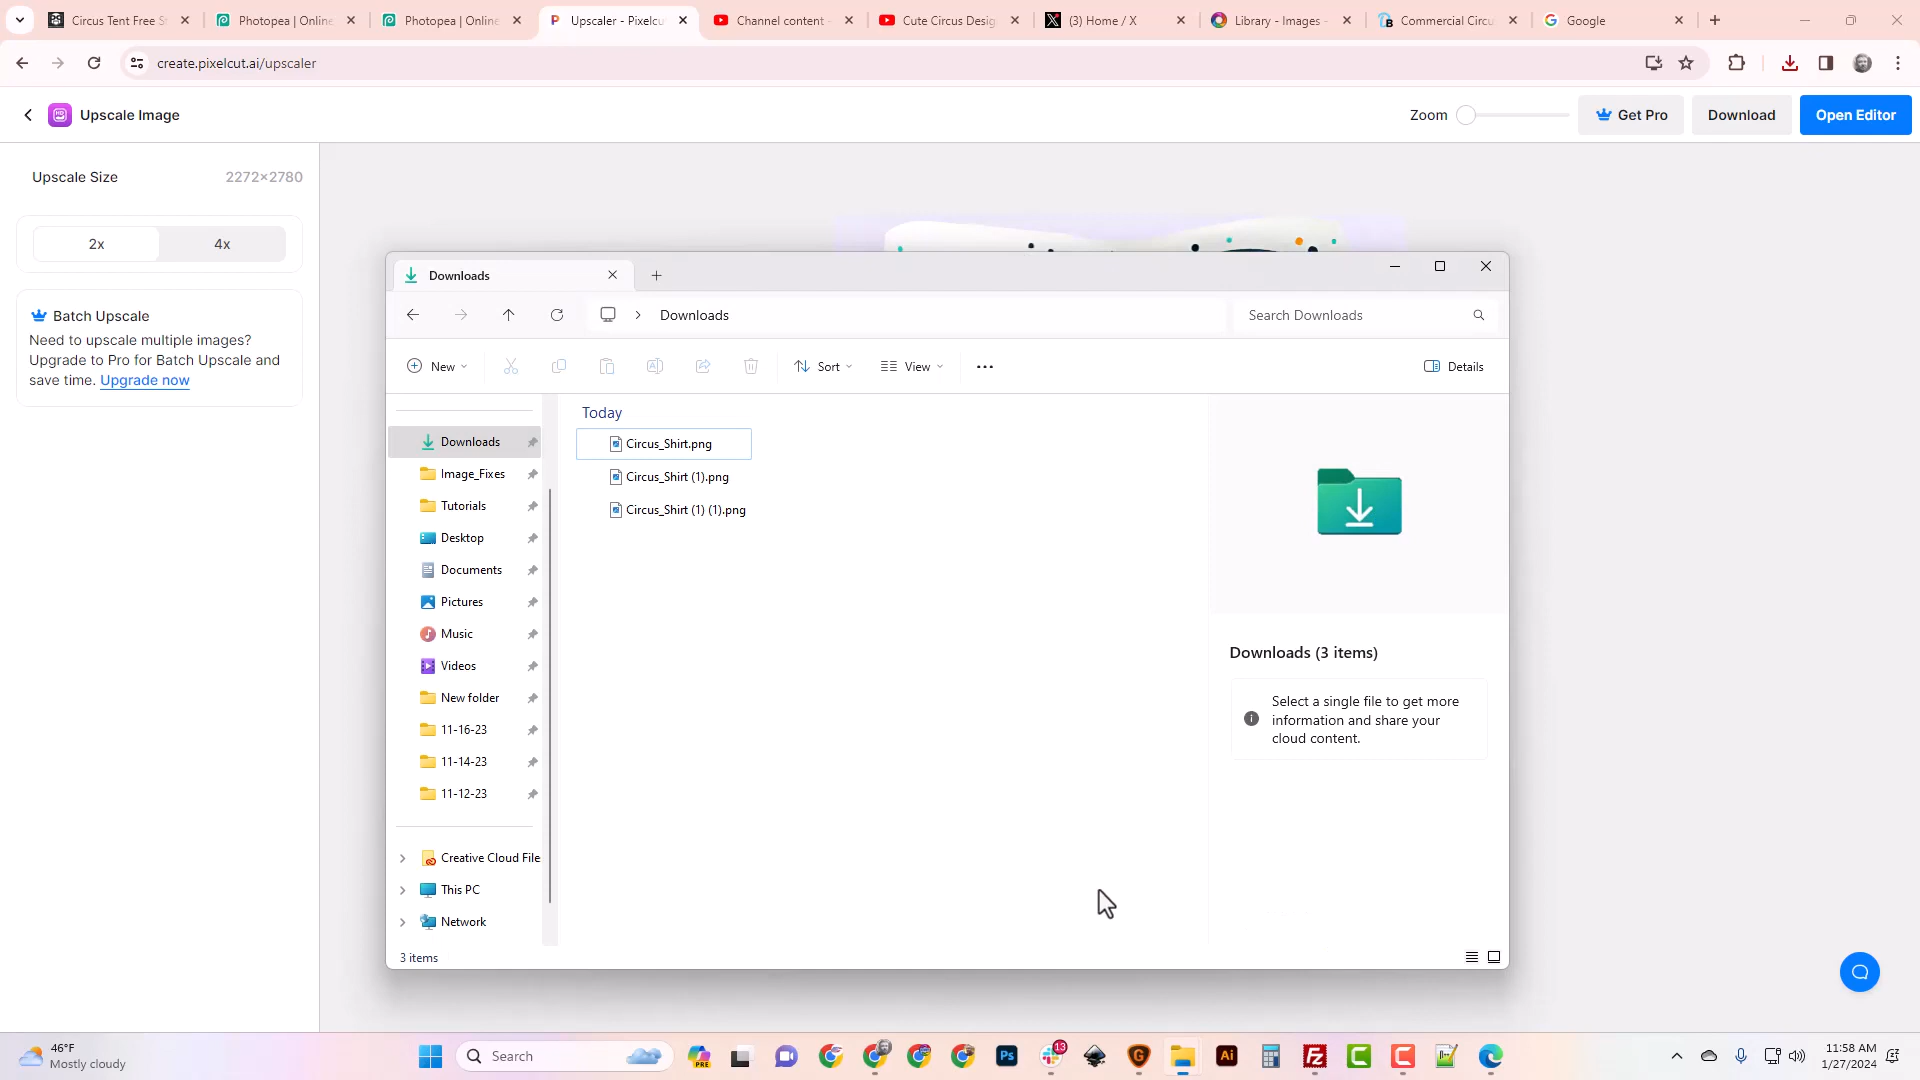 Circus Tent Free S
Photopea | Online
Photopea | Online
Upscaler - Pixelcu
Channel content -
Cute Circus Desig
(3) Home / X
Library - Images -
Commercial Circu
Google
create.pixelcut.ai/upscaler
Upscale Image
Zoom
Get Pro
Download
Open Editor
Upscale Size
2272×2780
2x
4x
Batch Upscale
Need to upscale multiple images?
Upgrade to Pro for Batch Upscale and
save time. Upgrade now
Downloads
Downloads
Search Downloads
New
Sort
View
Details
Downloads
Image_Fixes
Tutorials
Desktop
Documents
Pictures
Music
Videos
New folder
11-16-23
11-14-23
11-12-23
Creative Cloud File
This PC
Network
Today
Circus_Shirt.png
Circus_Shirt (1).png
Circus_Shirt (1) (1).png
Downloads (3 items)
Select a single file to get more
information and share your
cloud content.
3 items
46°F
Mostly cloudy
Search
PRE
Ps
13
Ai
11:58 AM
1/27/2024